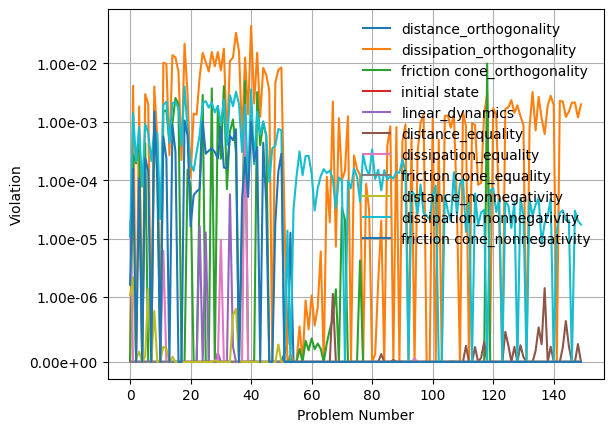 distance_orthogonality
dissipation_orthogonality
friction cone_orthogonality
initial state
linear_dynamics
distance_equality
dissipation_equality
friction cone_equality
distance_nonnegativity
dissipation_nonnegativity
friction cone_nonnegativity
1.00e-02
1.00e-03
1.00e-04
1.00e-05
1.00e-06
0.00e+00
Violation
0 20 40 60 80 100 120 140
Problem Number